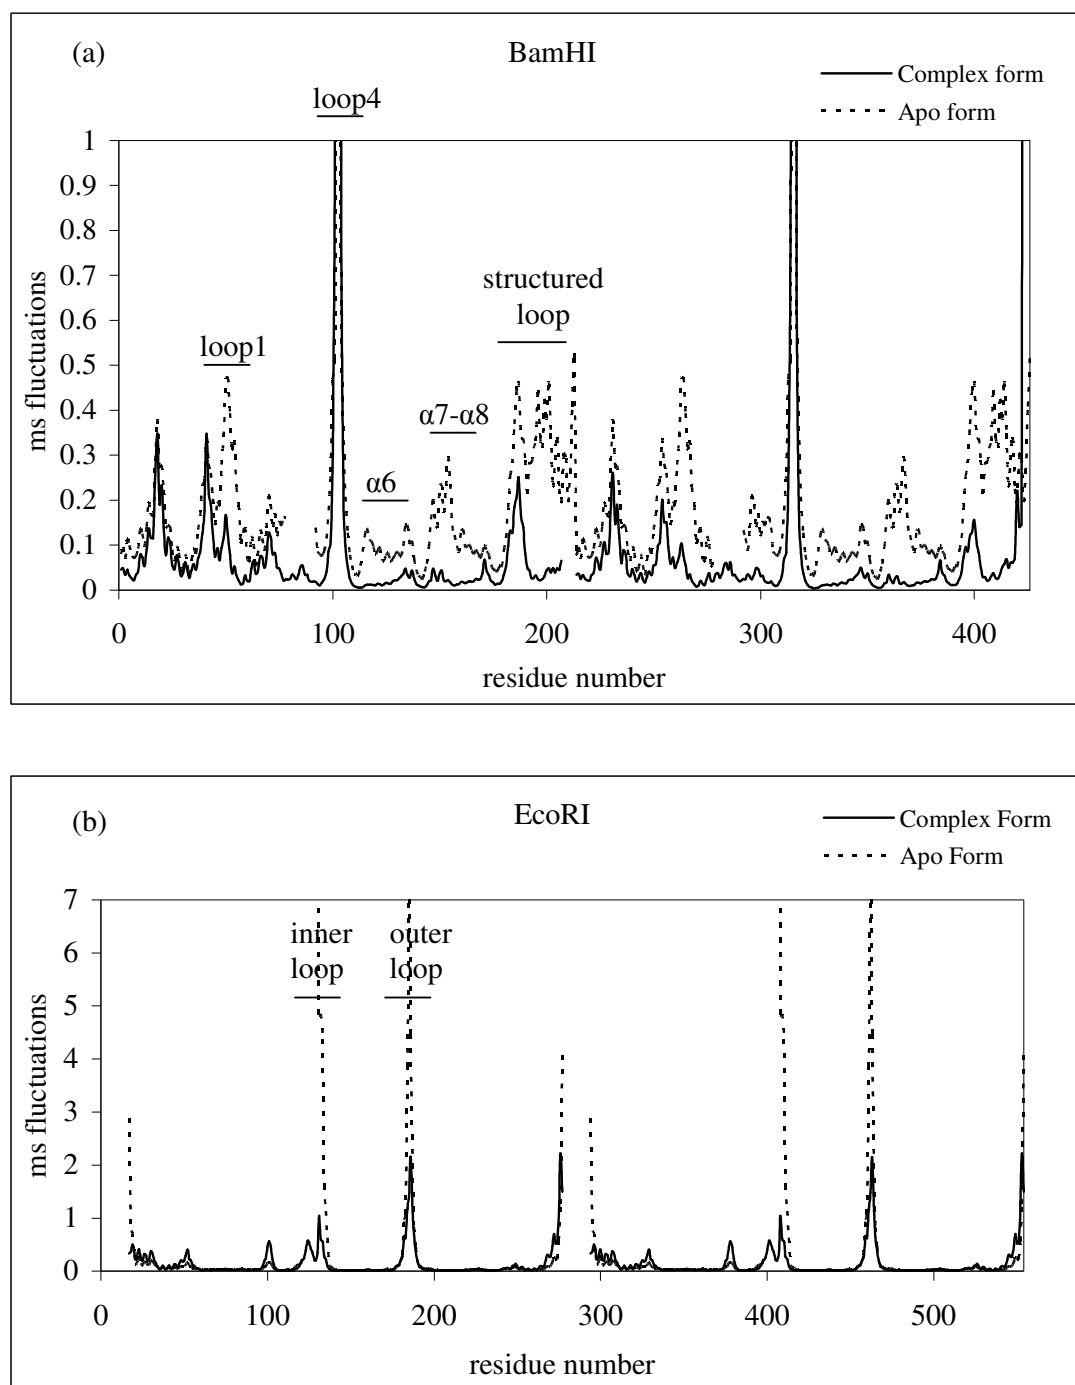 (a)
BamHI
Complex form
Apo form
loop4
1
0.9
0.8
0.7
0.6
0.5
0.4
0.3
0.2
0.1
0
ms fluctuations
loop1
α6
α7-α8
structured
loop
0 100 200 300 400
residue number
(b)
EcoRI
Complex Form
Apo Form
7
6
5
4
3
2
1
0
ms fluctuations
inner
loop
outer
loop
0 100 200 300 400 500
residue number